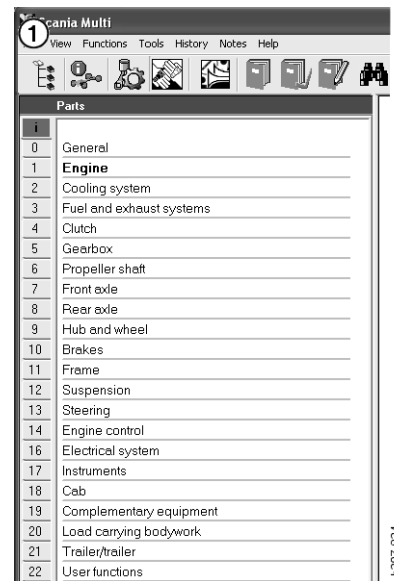 ania Multi
1
View Functions Tools History Notes Help
Parts
i
0 General
1 Engine
2 Cooling system
3 Fuel and exhaust systems
4 Clutch
5 Gearbox
6 Propeller shaft
7 Front axle
8 Rear axle
9 Hub and wheel
10 Brakes
11 Frame
12 Suspension
13 Steering
14 Engine control
16 Electrical system
17 Instruments
18 Cab
19 Complementary equipment
20 Load carrying bodywork
21 Trailer/trailer
22 User functions